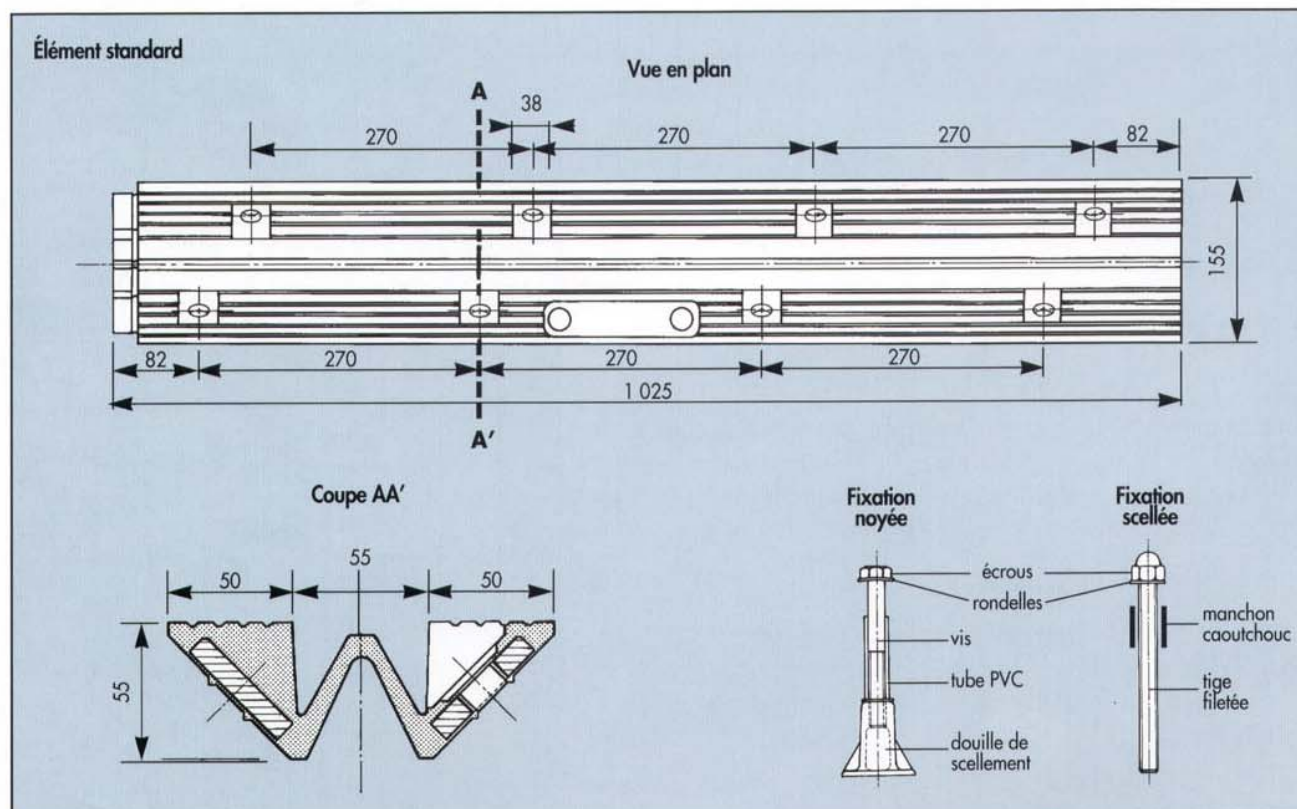 Élément standard
Vue en plan
A
38
270
270
270
82
155
82
270
270
270
1 025
A'
Coupe AA'
55
50
50
55
Fixation
noyée
Fixation
scellée
écrous
rondelles
vis
tube PVC
douille de
scellement
manchon
caoutchouc
tige
filetée